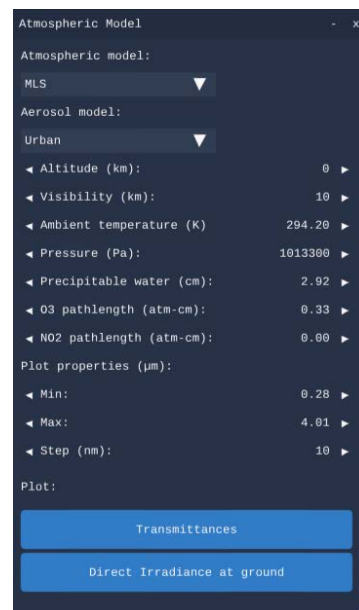 Atmospheric Model - x
Atmospheric model:
MLS
Aerosol model:
Urban
Altitude (km): 0
Visibility (km): 10
Ambient temperature (K) 294.20
Pressure (Pa): 1013300
Precipitable water (cm): 2.92
O3 pathlength (atm-cm): 0.33
NO2 pathlength (atm-cm): 0.00
Plot properties (μm):
Min: 0.28
Max: 4.01
Step (nm): 10
Plot:
Transmittances
Direct Irradiance at ground